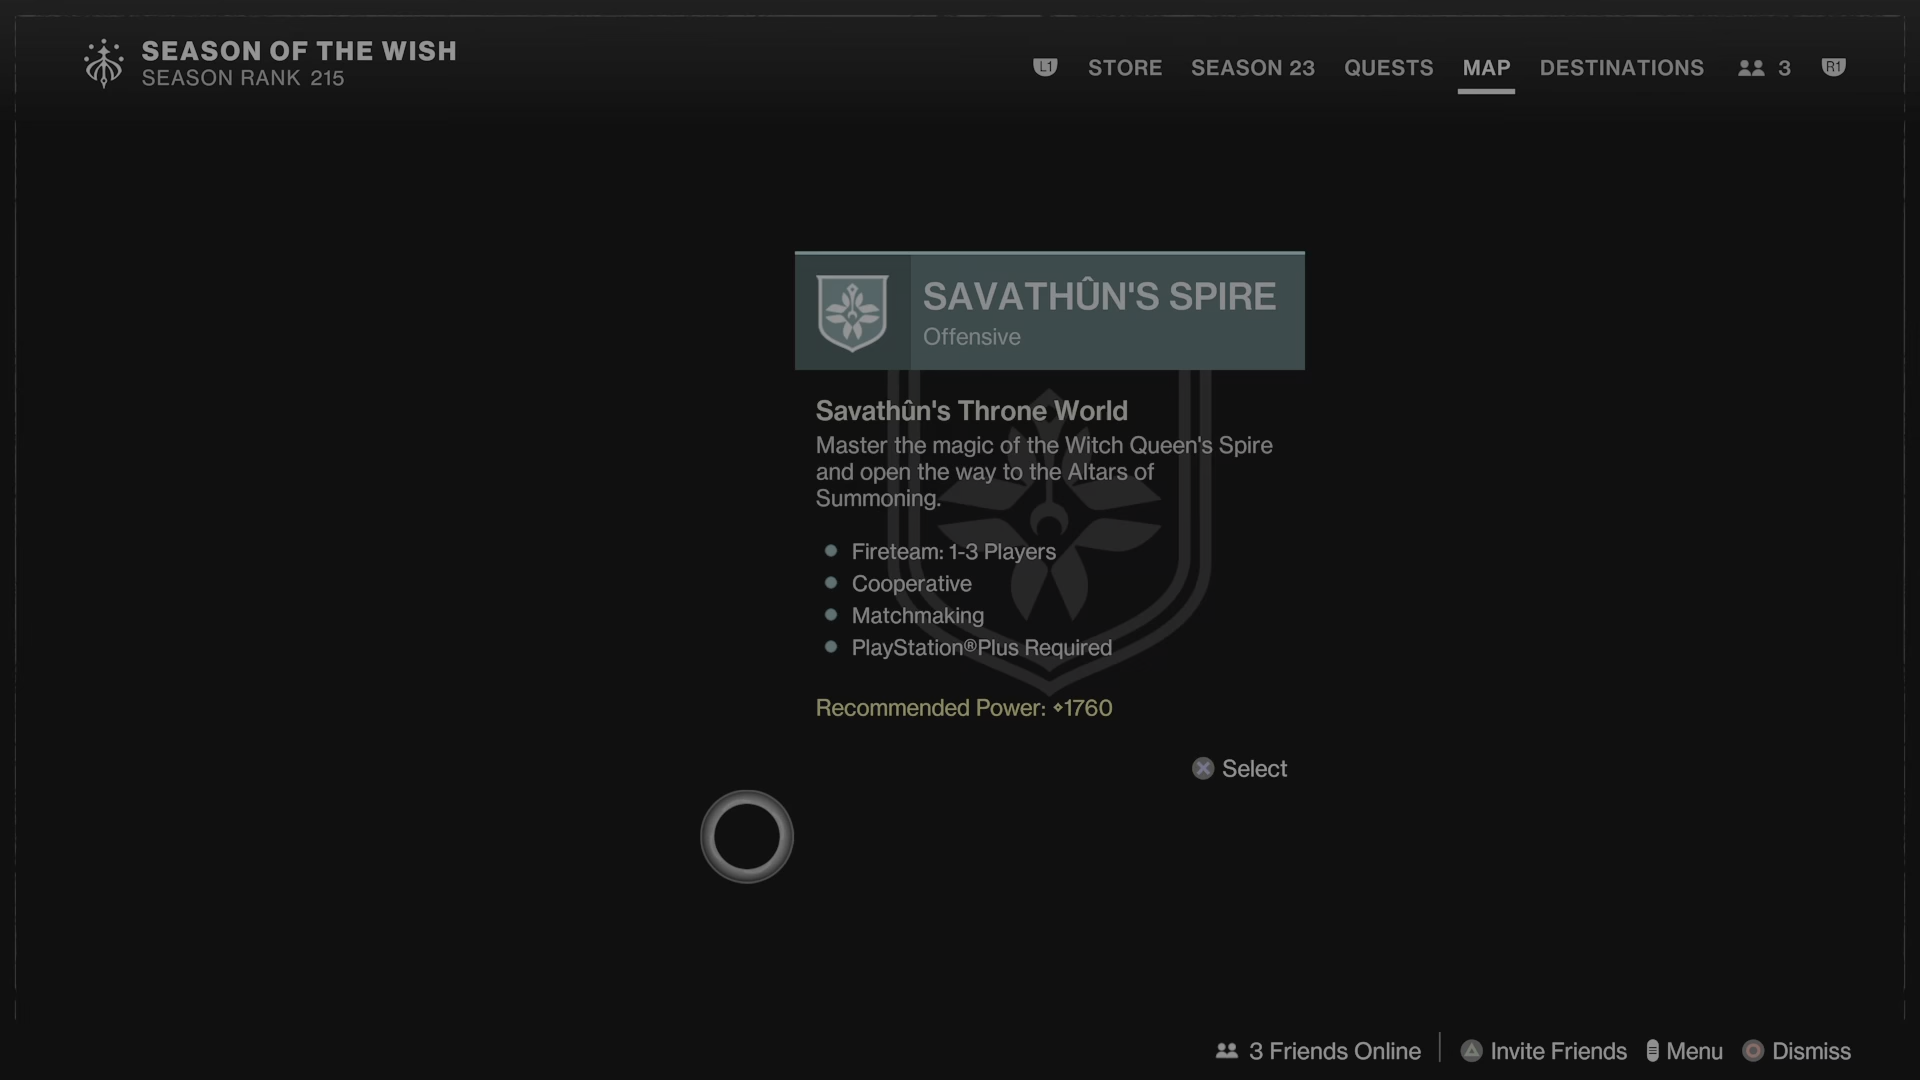 SEASON OF THE WISH
SEASON RANK 215
L1 STORE SEASON 23 QUESTS MAP DESTINATIONS 3 R1
SAVATHÛN'S SPIRE
Offensive
Savathûn's Throne World
Master the magic of the Witch Queen's Spire
and open the way to the Altars of
Summoning.
Fireteam: 1-3 Players
Cooperative
Matchmaking
PlayStation®Plus Required
Recommended Power: ⟡1760
Select
3 Friends Online Invite Friends Menu Dismiss